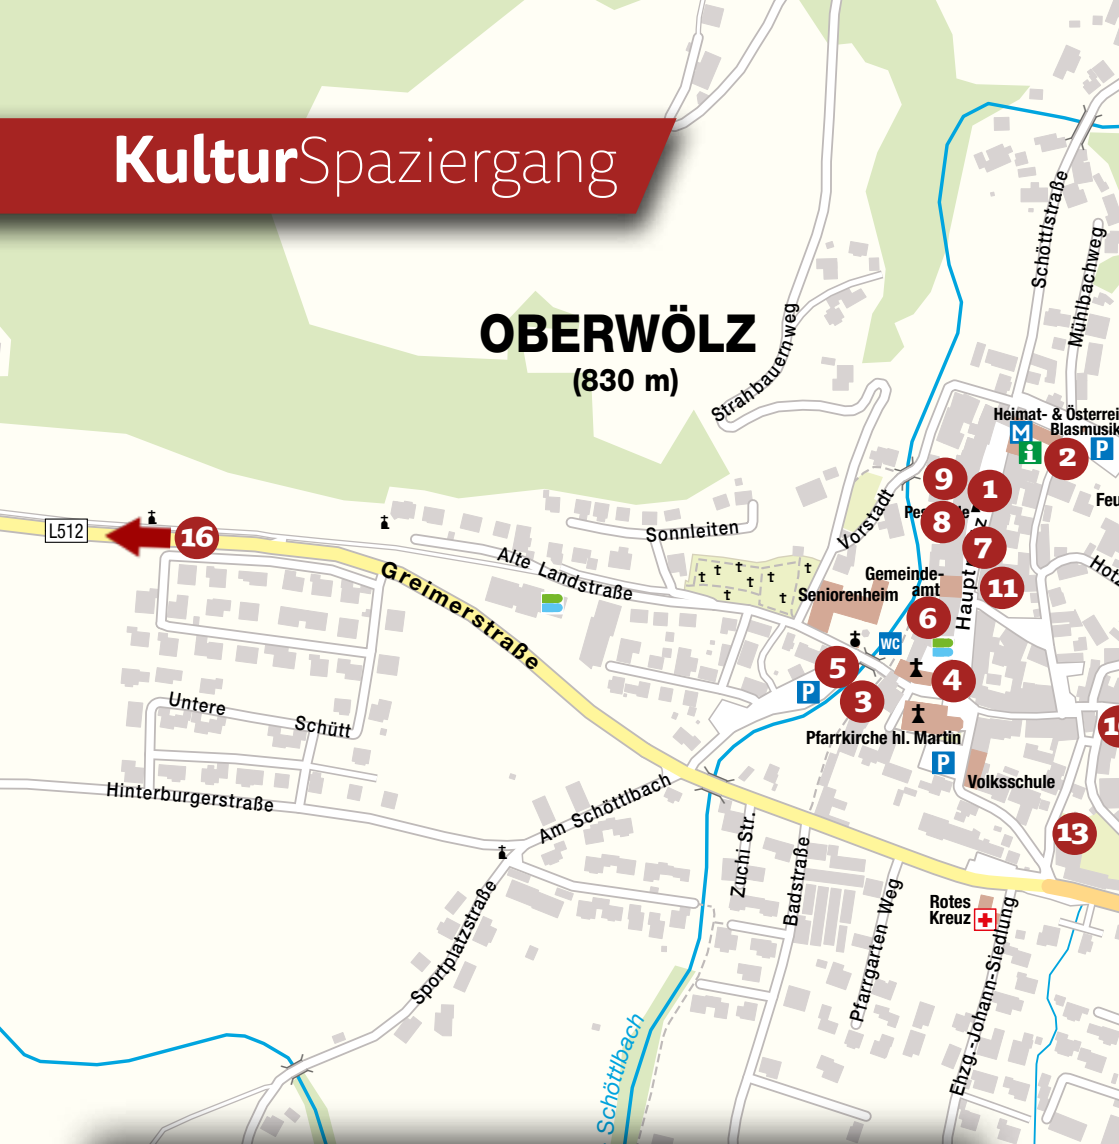 KulturSpaziergang
OBERWÖLZ
(830 m)
Schöttlstraße
Mühlbachweg
Strahbauernweg
Heimat- & Österrei
Blasmusik
M
i
2
P
9
1
Feu
L512
16
Sonnleiten
Vorstadt
8
7
Alte Landstraße
Greimerstraße
Gemeinde-
amt
Seniorenheim
11
Hotz
6
WC
5
P
3
4
Untere
Schütt
Pfarrkirche hl. Martin
P
Volksschule
Hinterburgerstraße
Am Schöttlbach
13
Zuchi Str.
Badstraße
Pfarrgarten Weg
Rotes
Kreuz
Ehzg.-Johann-Siedlung
Sportplatzstraße
Schöttlbach